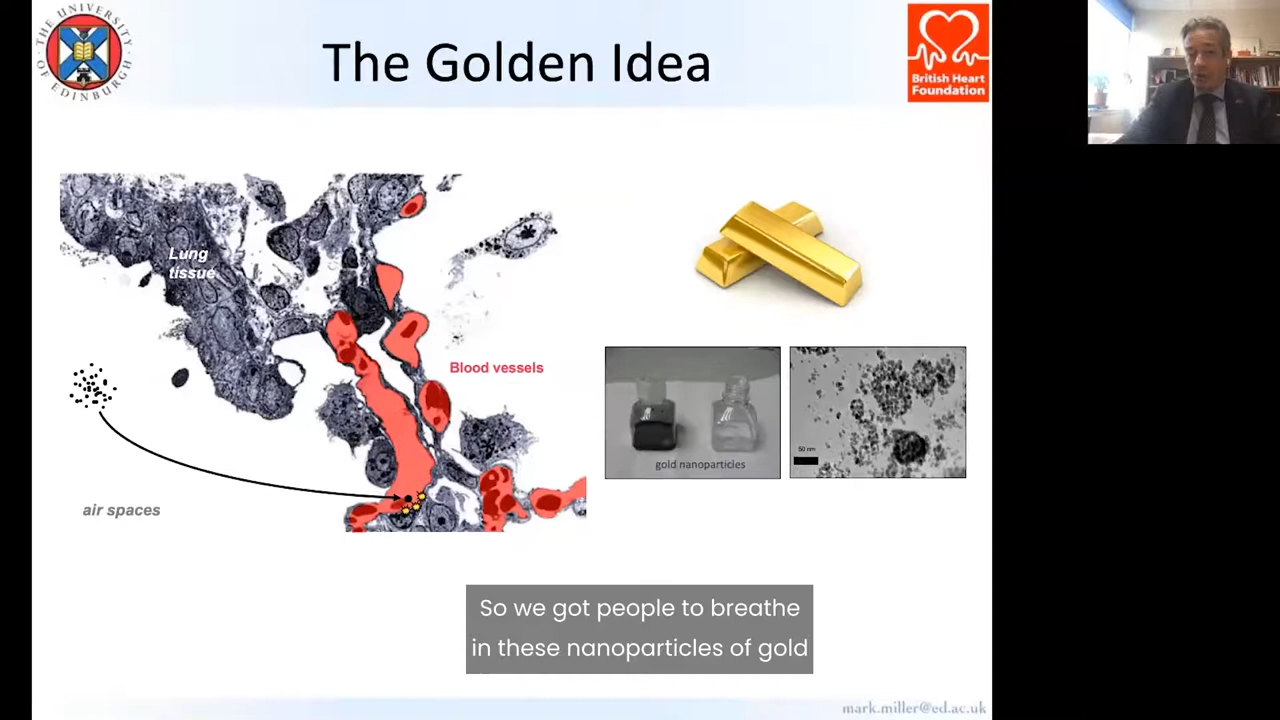 THE UNIVERSITY
OF EDINBURGH
The Golden Idea
British Heart
Foundation
Lung
tissue
Blood vessels
air spaces
gold nanoparticles
50 nm
So we got people to breathe
in these nanoparticles of gold
mark.miller@ed.ac.uk